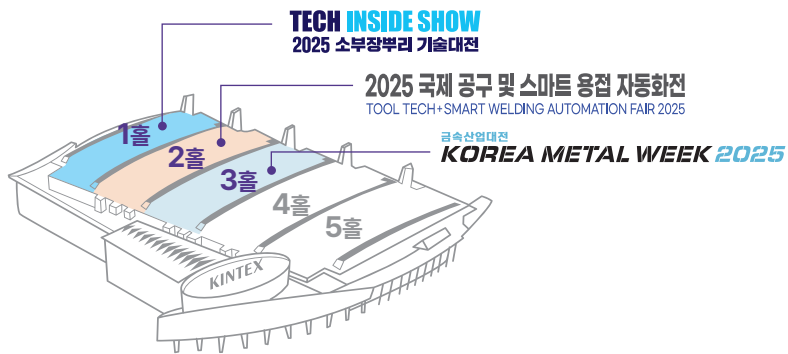 TECH INSIDE SHOW
2025 소부장뿌리 기술대전
2025 국제 공구 및 스마트 용접 자동화전
TOOL TECH+SMART WELDING AUTOMATION FAIR 2025
금속산업대전
KOREA METAL WEEK 2025
1홀
2홀
3홀
4홀
5홀
KINTEX